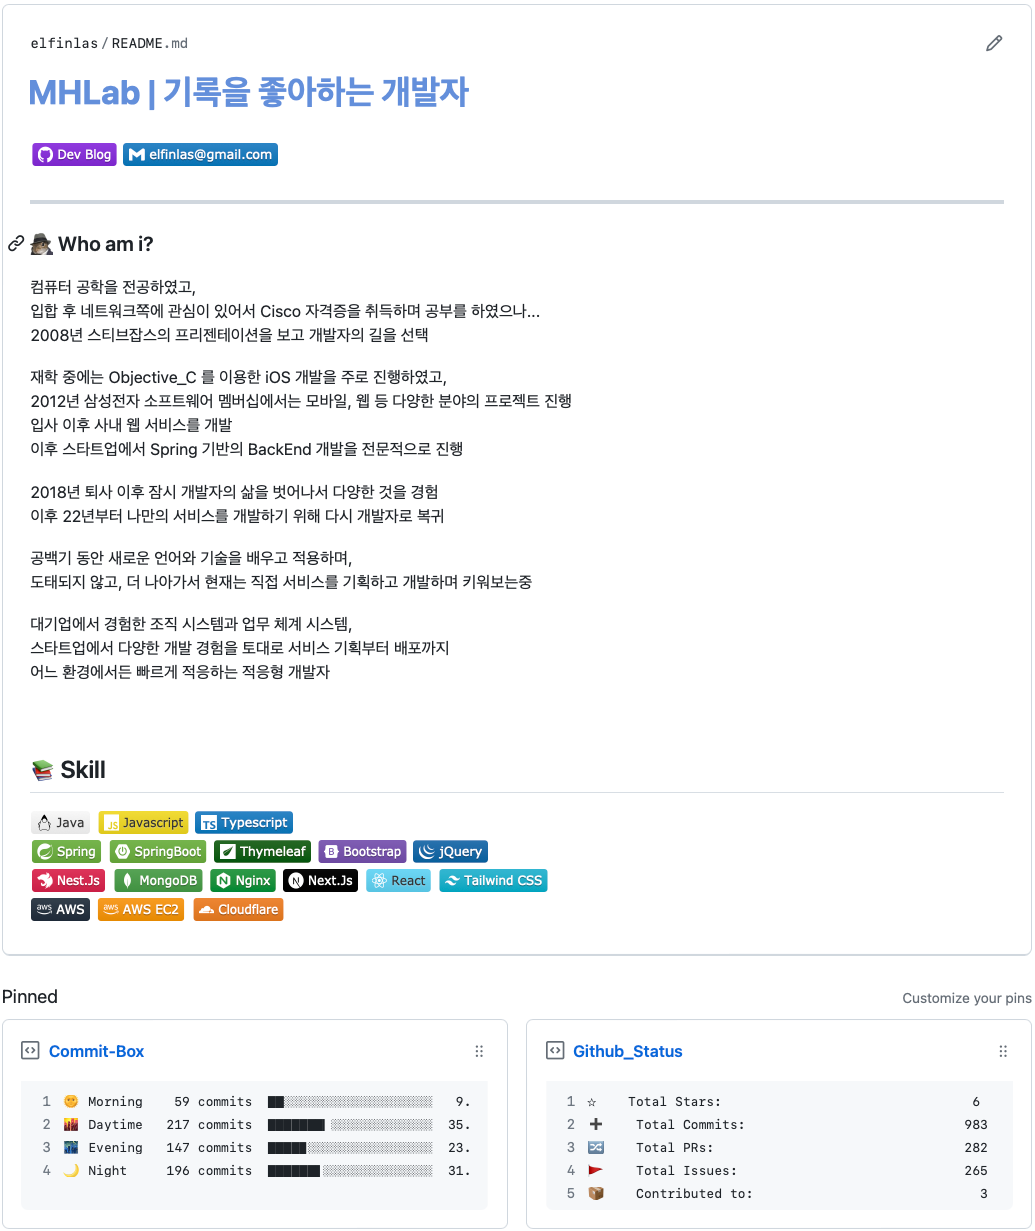 elfinlas/README.md
MHLab | 기록을 좋아하는 개발자
Dev Blog elfinlas@gmail.com
Who am i?
컴퓨터 공학을 전공하였고,
입합 후 네트워크쪽에 관심이 있어서 Cisco 자격증을 취득하며 공부를 하였으나...
2008년 스티브잡스의 프리젠테이션을 보고 개발자의 길을 선택
재학 중에는 Objective_C 를 이용한 iOS 개발을 주로 진행하였고,
2012년 삼성전자 소프트웨어 멤버십에서는 모바일, 웹 등 다양한 분야의 프로젝트 진행
입사 이후 사내 웹 서비스를 개발
이후 스타트업에서 Spring 기반의 BackEnd 개발을 전문적으로 진행
2018년 퇴사 이후 잠시 개발자의 삶을 벗어나서 다양한 것을 경험
이후 22년부터 나만의 서비스를 개발하기 위해 다시 개발자로 복귀
공백기 동안 새로운 언어와 기술을 배우고 적용하며,
도태되지 않고, 더 나아가서 현재는 직접 서비스를 기획하고 개발하며 키워보는중
대기업에서 경험한 조직 시스템과 업무 체계 시스템,
스타트업에서 다양한 개발 경험을 토대로 서비스 기획부터 배포까지
어느 환경에서든 빠르게 적응하는 적응형 개발자
Skill
Java JS Javascript TS Typescript
Spring SpringBoot Thymeleaf B Bootstrap jQuery
Nest.Js MongoDB N Nginx N Next.Js React Tailwind CSS
aws AWS aws AWS EC2 Cloudflare
Pinned Customize your pins
Commit-Box
1 Morning 59 commits 9.
2 Daytime 217 commits 35.
3 Evening 147 commits 23.
4 Night 196 commits 31.
Github_Status
1 Total Stars: 6
2 Total Commits: 983
3 Total PRs: 282
4 Total Issues: 265
5 Contributed to: 3